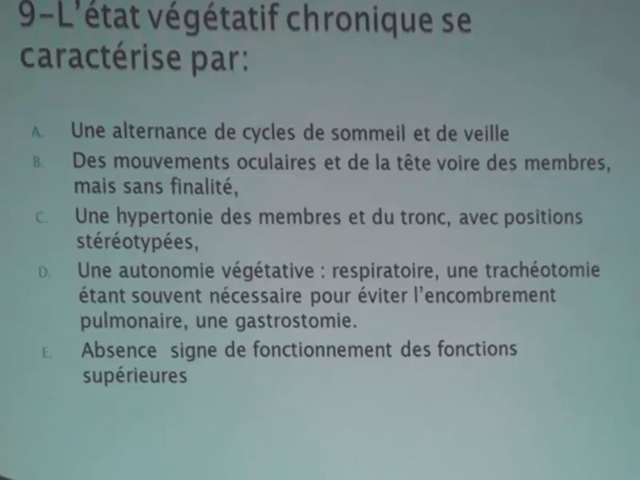 9-L'état végétatif chronique se
caractérise par:
A. Une alternance de cycles de sommeil et de veille
B. Des mouvements oculaires et de la tête voire des membres,
mais sans finalité,
C. Une hypertonie des membres et du tronc, avec positions
stéréotypées,
D. Une autonomie végétative : respiratoire, une trachéotomie
étant souvent nécessaire pour éviter l'encombrement
pulmonaire, une gastrostomie.
E. Absence signe de fonctionnement des fonctions
supérieures